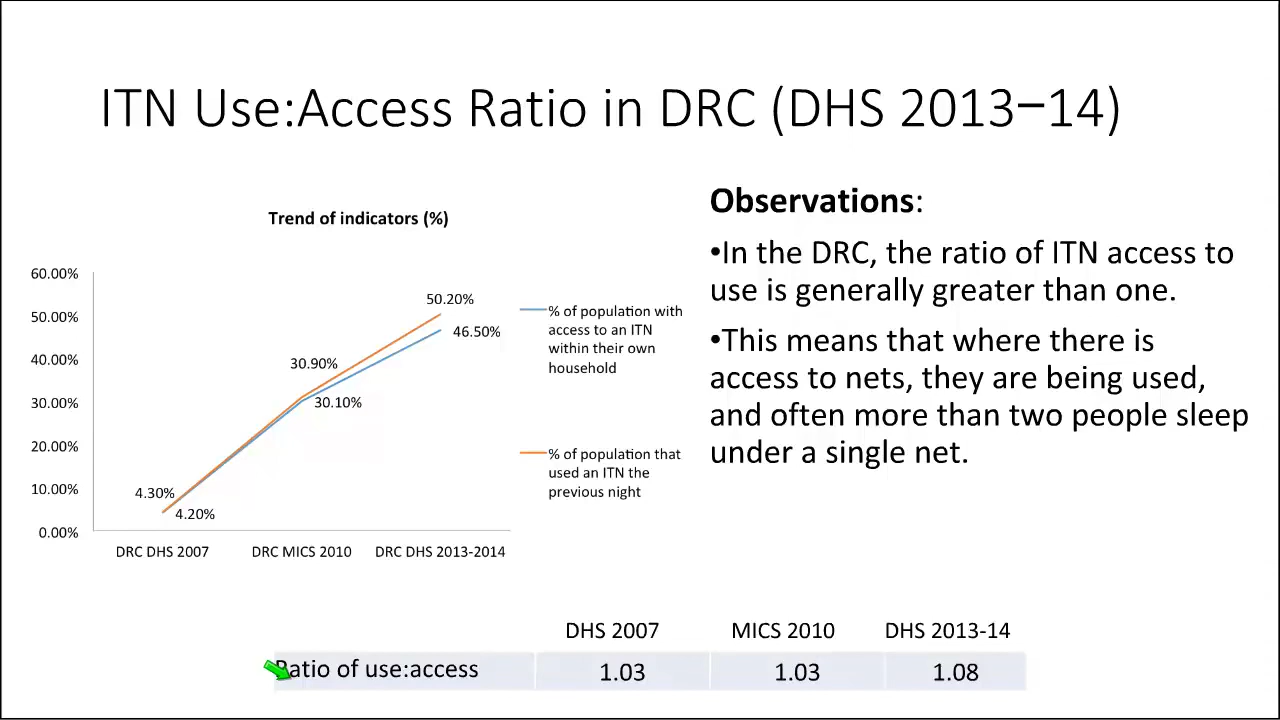 ITN Use:Access Ratio in DRC (DHS 2013–14)
Trend of indicators (%)
60.00%
50.00%
40.00%
30.00%
20.00%
10.00%
0.00%
4.30%
4.20%
30.90%
30.10%
50.20%
46.50%
DRC DHS 2007
DRC MICS 2010
DRC DHS 2013-2014
% of population with
access to an ITN
within their own
household
% of population that
used an ITN the
previous night
Observations:
•In the DRC, the ratio of ITN access to
use is generally greater than one.
•This means that where there is
access to nets, they are being used,
and often more than two people sleep
under a single net.
DHS 2007 MICS 2010 DHS 2013-14
Ratio of use:access 1.03 1.03 1.08